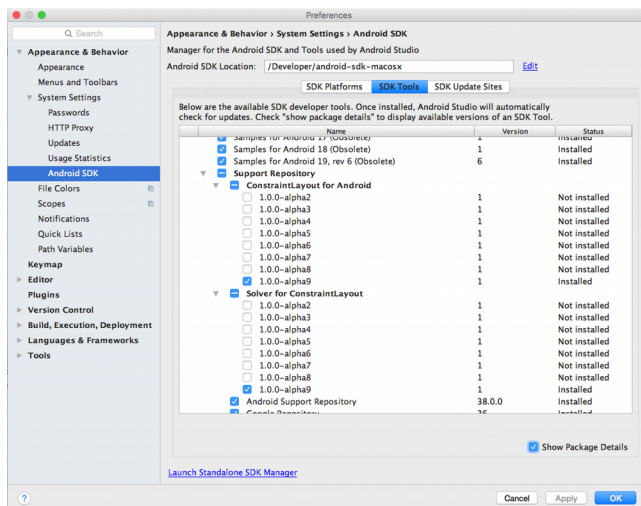 Preferences
Search
Appearance & Behavior › System Settings › Android SDK
Manager for the Android SDK and Tools used by Android Studio
Android SDK Location: /Developer/android-sdk-macosx Edit
Appearance & Behavior
Appearance
Menus and Toolbars
System Settings
Passwords
HTTP Proxy
Updates
Usage Statistics
Android SDK
File Colors
Scopes
Notifications
Quick Lists
Path Variables
Keymap
Editor
Plugins
Version Control
Build, Execution, Deployment
Languages & Frameworks
Tools
SDK Platforms SDK Tools SDK Update Sites
Below are the available SDK developer tools. Once installed, Android Studio will automatically
check for updates. Check "show package details" to display available versions of an SDK Tool.
Name Version Status
Samples for Android 17 (Obsolete) 1 Installed
Samples for Android 18 (Obsolete) 1 Installed
Samples for Android 19, rev 6 (Obsolete) 6 Installed
Support Repository
ConstraintLayout for Android
1.0.0-alpha2 1 Not installed
1.0.0-alpha3 1 Not installed
1.0.0-alpha4 1 Not installed
1.0.0-alpha5 1 Not installed
1.0.0-alpha6 1 Not installed
1.0.0-alpha7 1 Not installed
1.0.0-alpha8 1 Not installed
1.0.0-alpha9 1 Installed
Solver for ConstraintLayout
1.0.0-alpha2 1 Not installed
1.0.0-alpha3 1 Not installed
1.0.0-alpha4 1 Not installed
1.0.0-alpha5 1 Not installed
1.0.0-alpha6 1 Not installed
1.0.0-alpha7 1 Not installed
1.0.0-alpha8 1 Not installed
1.0.0-alpha9 1 Installed
Android Support Repository 38.0.0 Installed
Google Repository 36 Installed
Show Package Details
Launch Standalone SDK Manager
? Cancel Apply OK